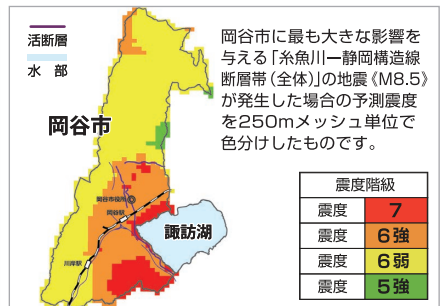 活断層
水 部
岡谷市
岡谷市に最も大きな影響を
与える「糸魚川ー静岡構造線
断層帯(全体)」の地震《M8.5》
が発生した場合の予測震度
を250mメッシュ単位で
色分けしたものです。
岡谷市役所
岡谷駅
諏訪湖
川岸駅
震度階級
震度 7
震度 6強
震度 6弱
震度 5強